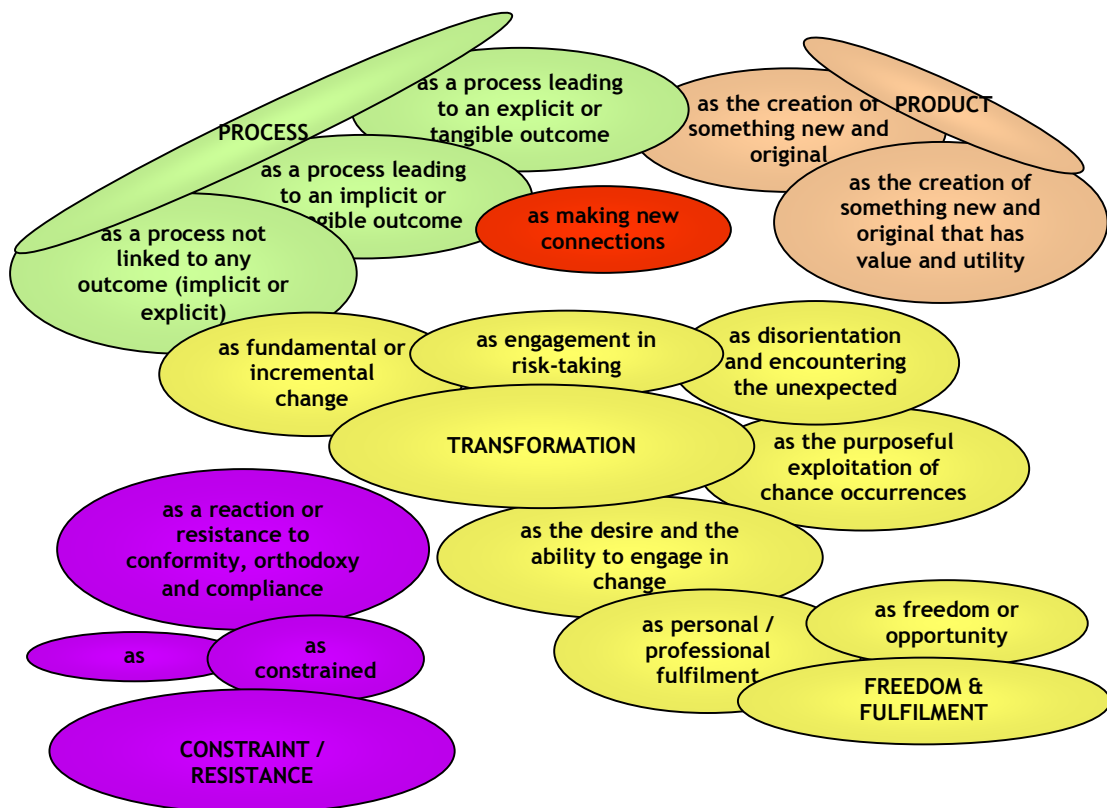 PROCESS
as a process leading
to an explicit or
tangible outcome
as a process leading
to an implicit or
outcome
as a process not
linked to any
outcome (implicit or
explicit)
as making new
connections
as the creation of
something new and
original
PRODUCT
as the creation of
something new and
original that has
value and utility
as fundamental or
incremental
change
as engagement in
risk-taking
as disorientation
and encountering
the unexpected
TRANSFORMATION
as the purposeful
exploitation of
chance occurrences
as a reaction or
resistance to
conformity, orthodoxy
and compliance
as the desire and the
ability to engage in
change
as
as
constrained
as personal /
professional
fulfilment
as freedom or
opportunity
FREEDOM &
FULFILMENT
CONSTRAINT /
RESISTANCE